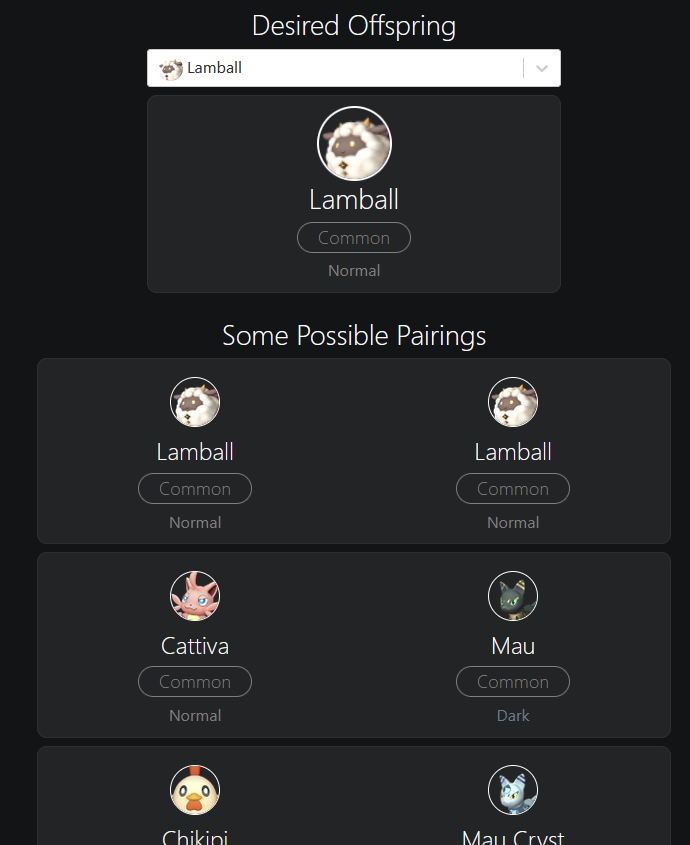 Desired Offspring
Lamball
Lamball
Common
Normal
Some Possible Pairings
Lamball Lamball
Common Common
Normal Normal
Cattiva Mau
Common Common
Normal Dark
Chikipi Mau Cryst